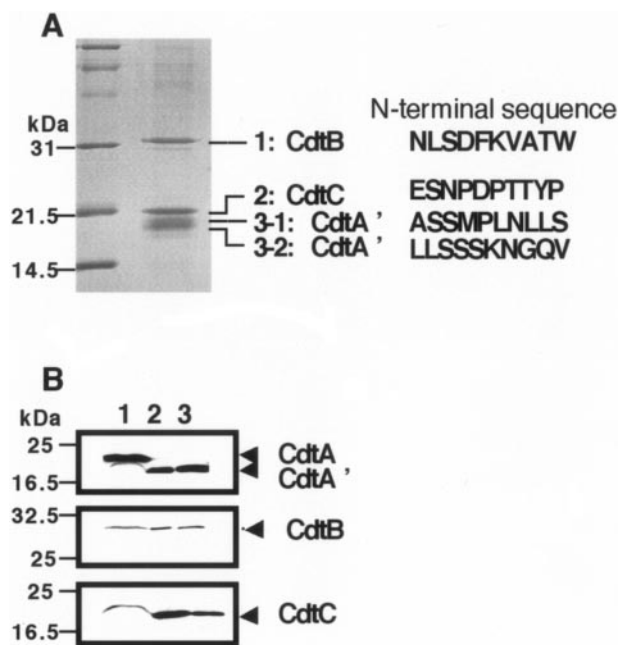 A
kDa
31
21.5
14.5
N-terminal sequence
1: CdtB NLSDFKVATW
2: CdtC ESNPDPTTYP
3-1: CdtA ' ASSMPLNLLS
3-2: CdtA ' LLSSSKNGQV
B
1 2 3
kDa
25
16.5
CdtA
CdtA '
32.5
25
CdtB
25
16.5
CdtC